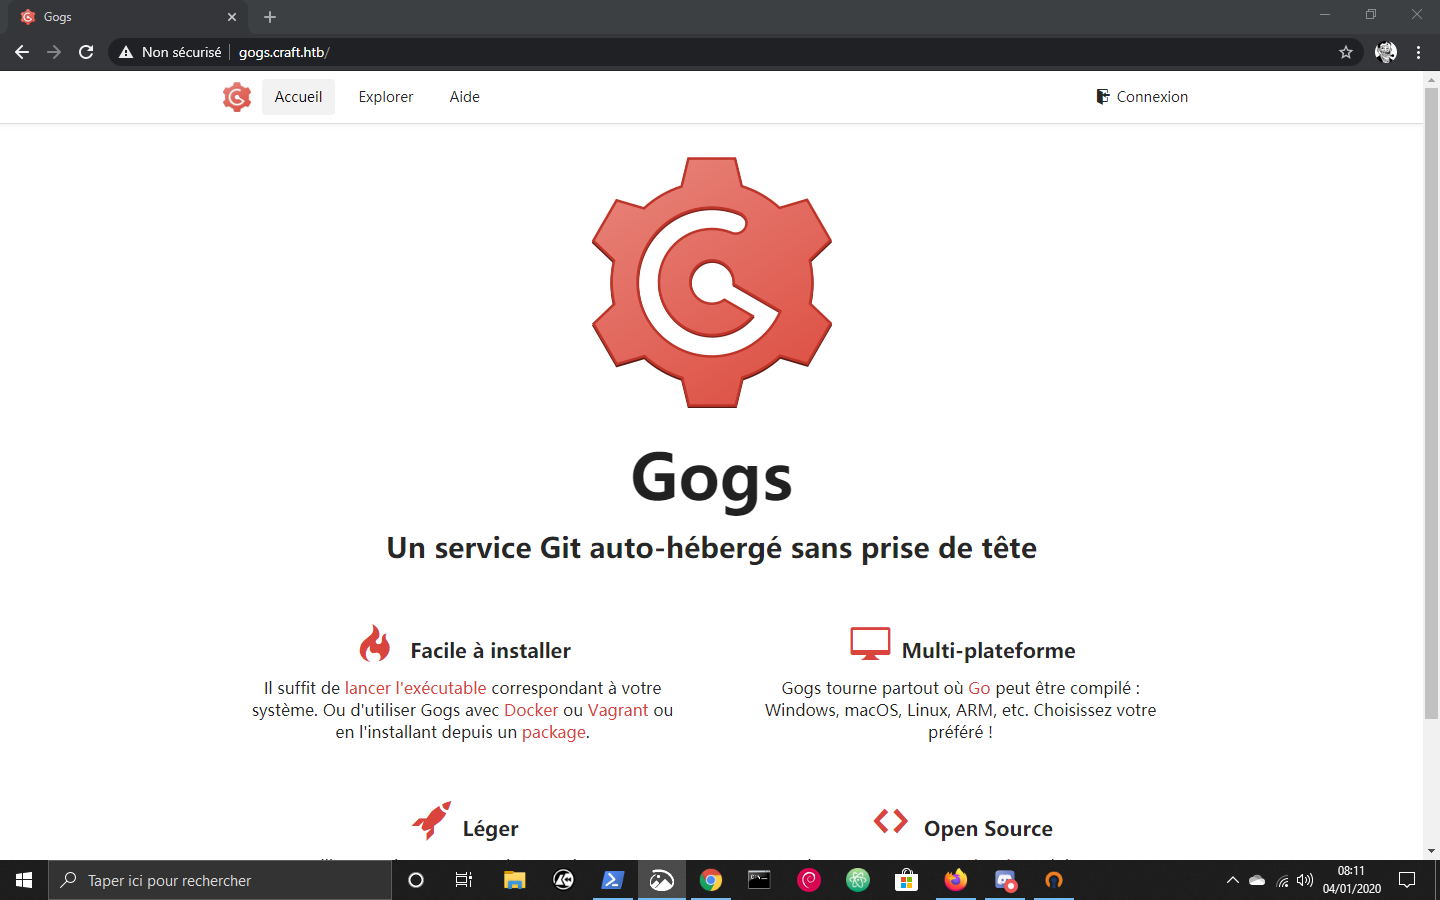 Gogs
Non sécurisé gogs.craft.htb/
Accueil Explorer Aide Connexion
Gogs
Un service Git auto-hébergé sans prise de tête
Facile à installer
Il suffit de lancer l'exécutable correspondant à votre
système. Ou d'utiliser Gogs avec Docker ou Vagrant ou
en l'installant depuis un package.
Multi-plateforme
Gogs tourne partout où Go peut être compilé :
Windows, macOS, Linux, ARM, etc. Choisissez votre
préféré !
Léger
Open Source
Taper ici pour rechercher
08:11
04/01/2020